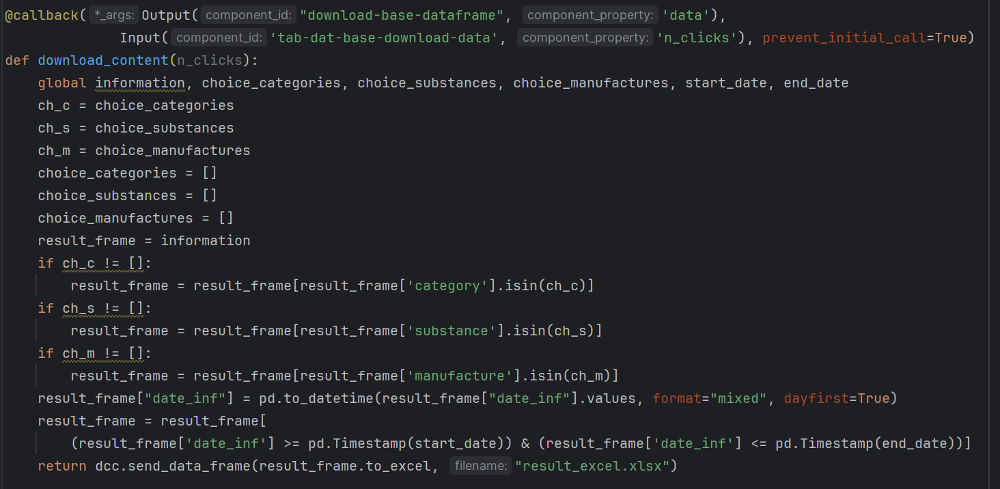 @callback( *_args: Output( component_id: "download-base-dataframe", component_property: 'data'),
              Input( component_id: 'tab-dat-base-download-data', component_property: 'n_clicks'), prevent_initial_call=True)
def download_content(n_clicks):
    global information, choice_categories, choice_substances, choice_manufactures, start_date, end_date
    ch_c = choice_categories
    ch_s = choice_substances
    ch_m = choice_manufactures
    choice_categories = []
    choice_substances = []
    choice_manufactures = []
    result_frame = information
    if ch_c != []:
        result_frame = result_frame[result_frame['category'].isin(ch_c)]
    if ch_s != []:
        result_frame = result_frame[result_frame['substance'].isin(ch_s)]
    if ch_m != []:
        result_frame = result_frame[result_frame['manufacture'].isin(ch_m)]
    result_frame["date_inf"] = pd.to_datetime(result_frame["date_inf"].values, format="mixed", dayfirst=True)
    result_frame = result_frame[
        (result_frame['date_inf'] >= pd.Timestamp(start_date)) & (result_frame['date_inf'] <= pd.Timestamp(end_date))]
    return dcc.send_data_frame(result_frame.to_excel, filename: "result_excel.xlsx")